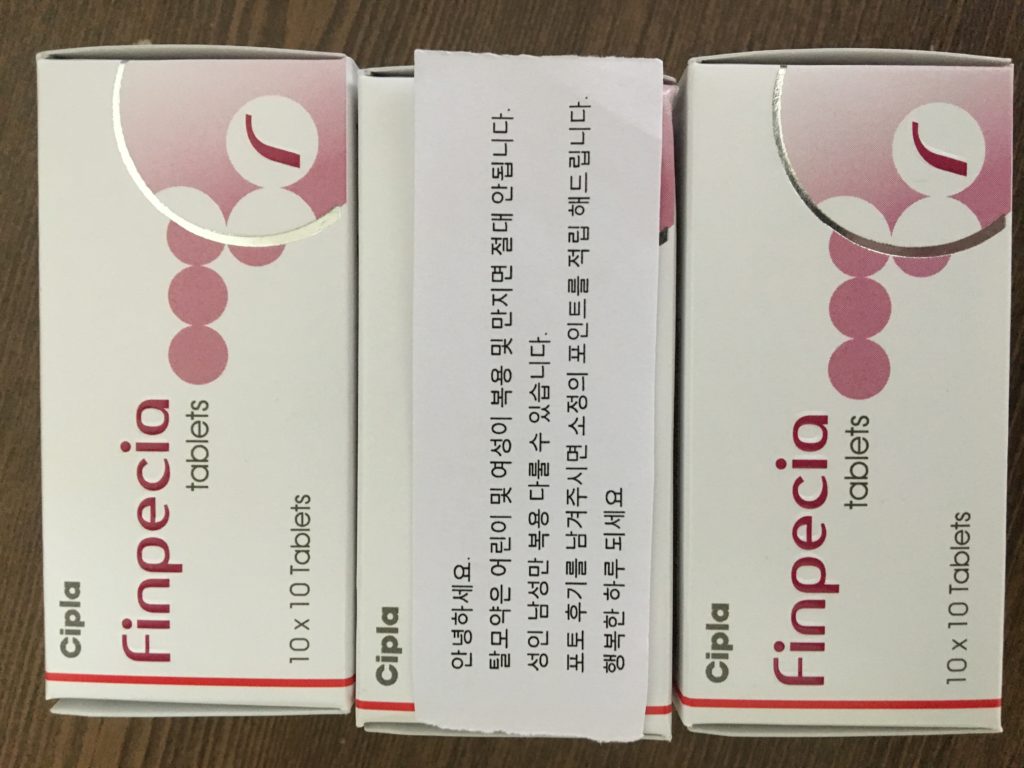 Cipla
Finpecia
tablets
10 x 10 Tablets
Cipla
안녕하세요.
탈모약은 어린이 및 여성이 복용 및 만지면 절대 안됩니다.
성인 남성만 복용 다룰 수 있습니다.
포토 후기를 남겨주시면 소정의 포인트를 적립 해드립니다.
행복한 하루 되세요
Cipla
Finpecia
tablets
10 x 10 Tablets